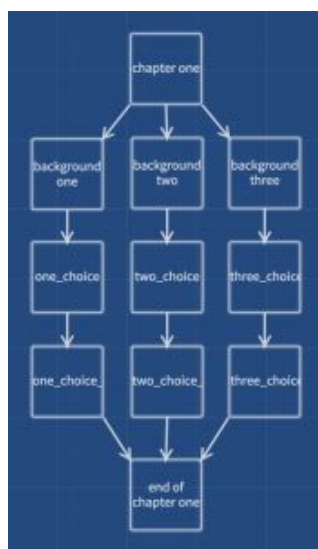 chapter one
background
one
background
two
background
three
one_choice
two_choice
three_choice
one_choice_
two_choice_
three_choic
end of
chapter one